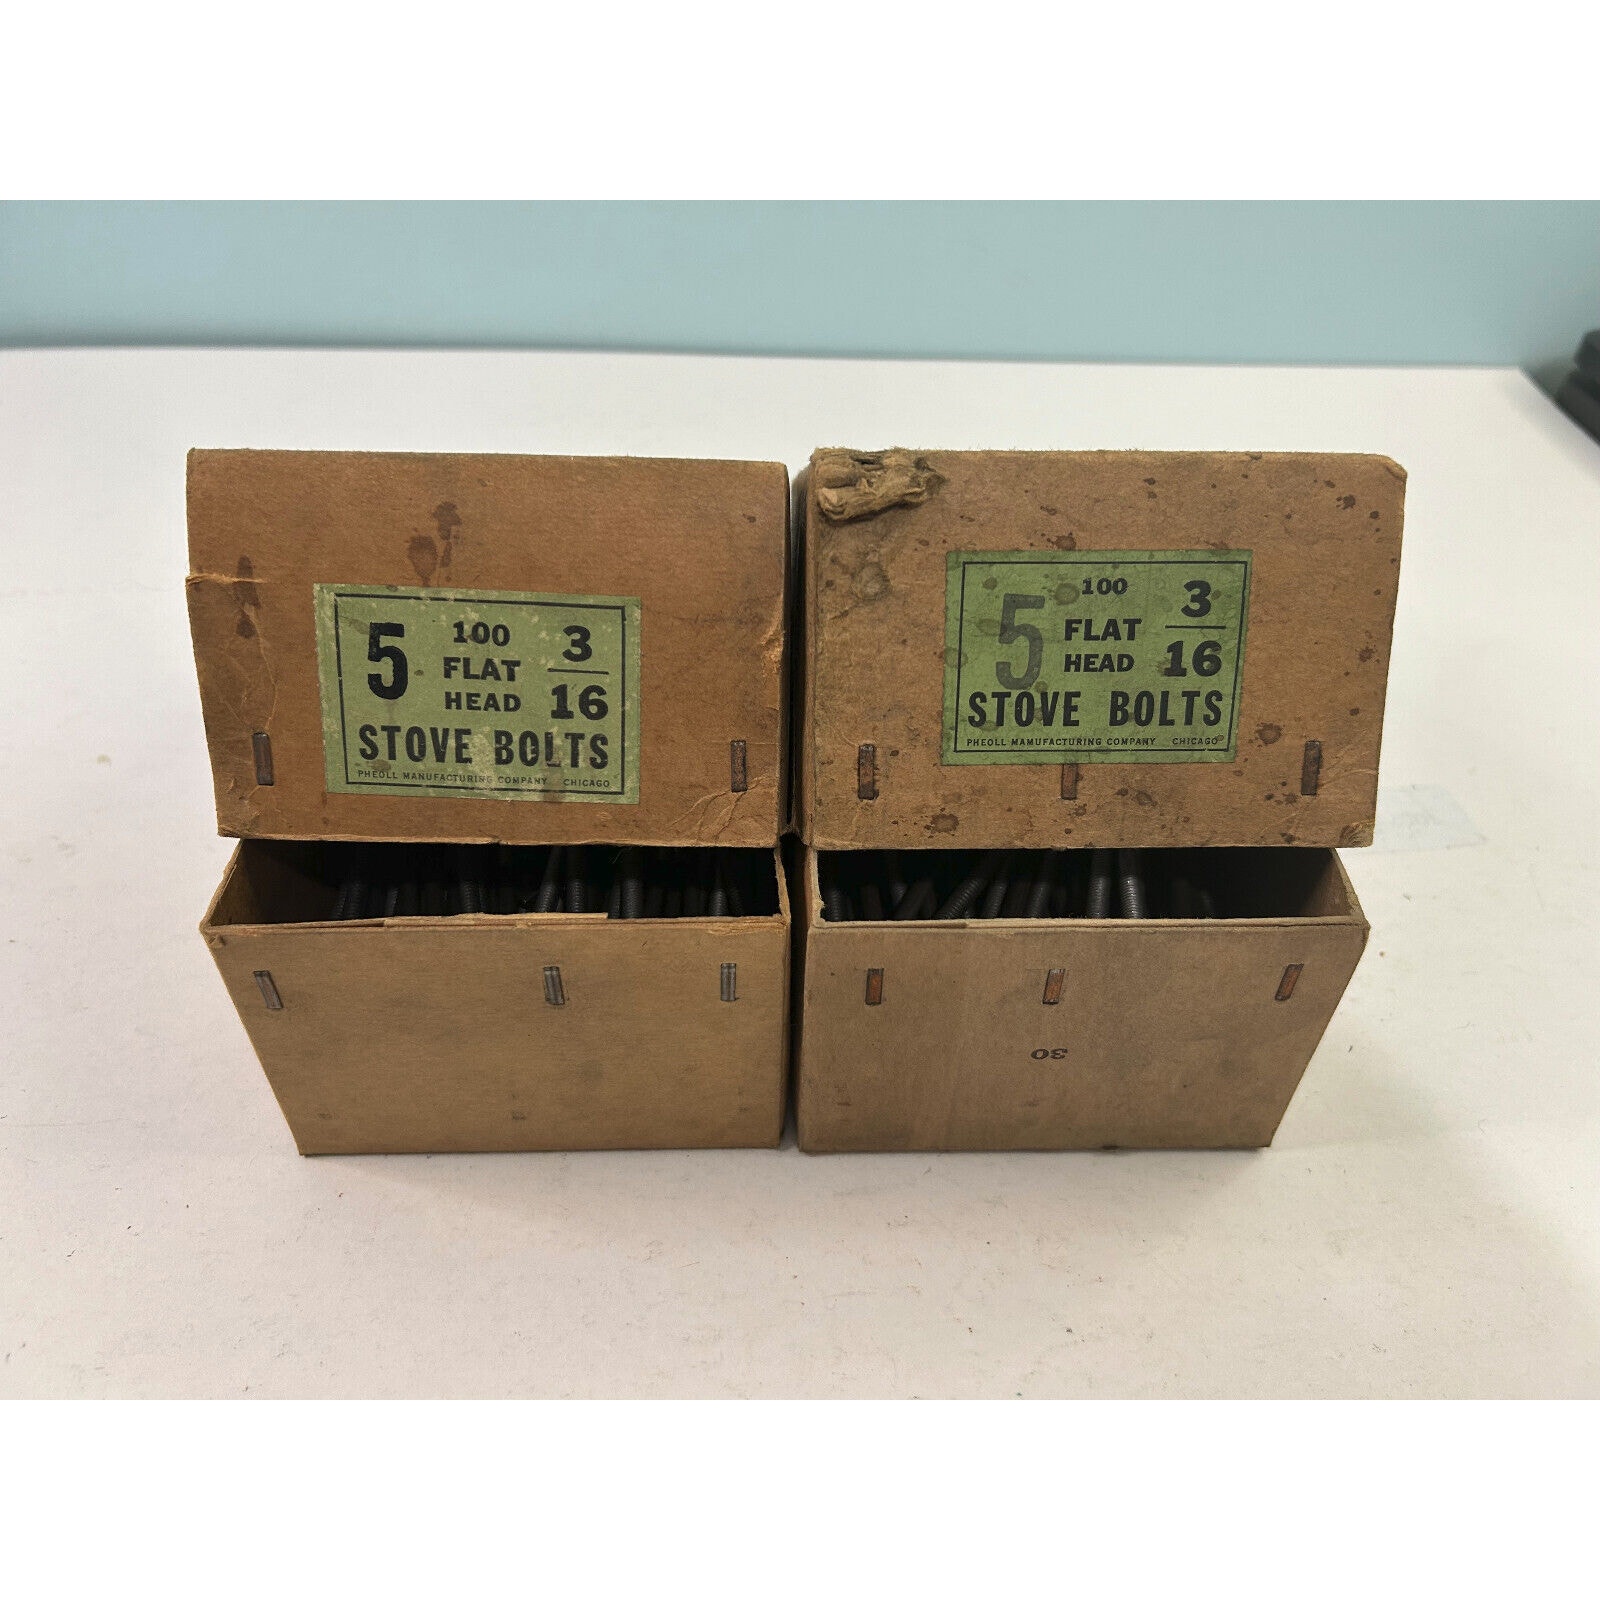 5 100 3
FLAT
HEAD 16
STOVE BOLTS
PHEOLL MANUFACTURING COMPANY CHICAGO
5 100 3
FLAT
HEAD 16
STOVE BOLTS
PHEOLL MAMUFACTURING COMPANY CHICAGO
30